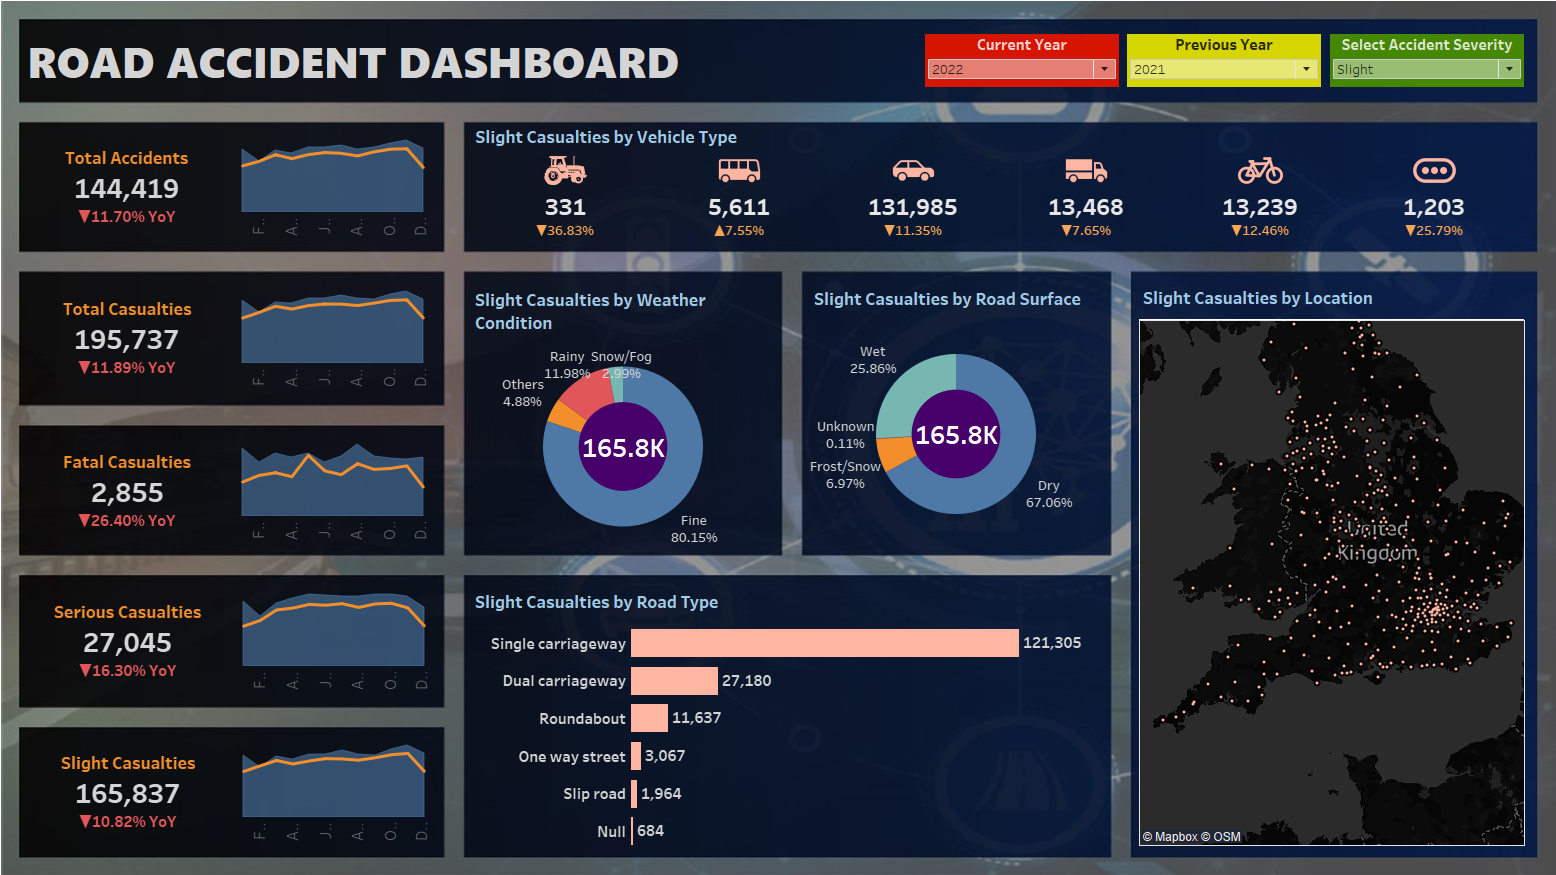 ROAD ACCIDENT DASHBOARD
Current Year
2022
Previous Year
2021
Select Accident Severity
Slight
Total Accidents
144,419
▼11.70% YoY
F..
A..
J..
A..
O..
D..
Slight Casualties by Vehicle Type
331
▼36.83%
5,611
▲7.55%
131,985
▼11.35%
13,468
▼7.65%
13,239
▼12.46%
1,203
▼25.79%
Total Casualties
195,737
▼11.89% YoY
F..
A..
J..
A..
O..
D..
Fatal Casualties
2,855
▼26.40% YoY
F..
A..
J..
A..
O..
D..
Serious Casualties
27,045
▼16.30% YoY
F..
A..
J..
A..
O..
D..
Slight Casualties
165,837
▼10.82% YoY
F..
A..
J..
A..
O..
D..
Slight Casualties by Weather
Condition
Rainy
11.98%
Snow/Fog
2.99%
Others
4.88%
165.8K
Fine
80.15%
Slight Casualties by Road Surface
Wet
25.86%
Unknown
0.11%
Frost/Snow
6.97%
165.8K
Dry
67.06%
Slight Casualties by Road Type
Single carriageway 121,305
Dual carriageway 27,180
Roundabout 11,637
One way street 3,067
Slip road 1,964
Null 684
Slight Casualties by Location
United
Kingdom
© Mapbox © OSM